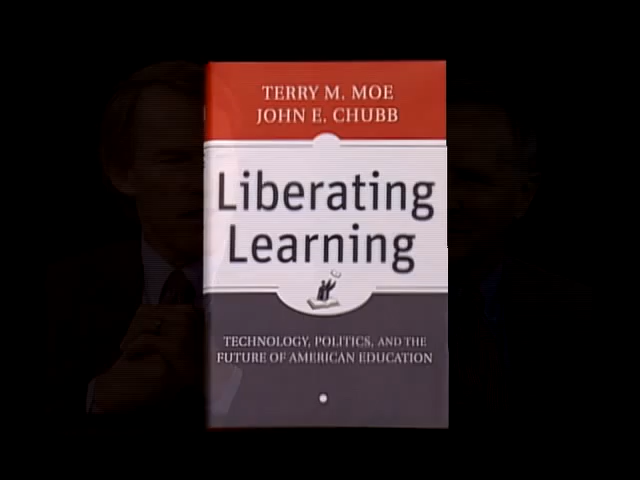 TERRY M. MOE
JOHN E. CHUBB
Liberating
Learning
TECHNOLOGY, POLITICS, AND THE
FUTURE OF AMERICAN EDUCATION